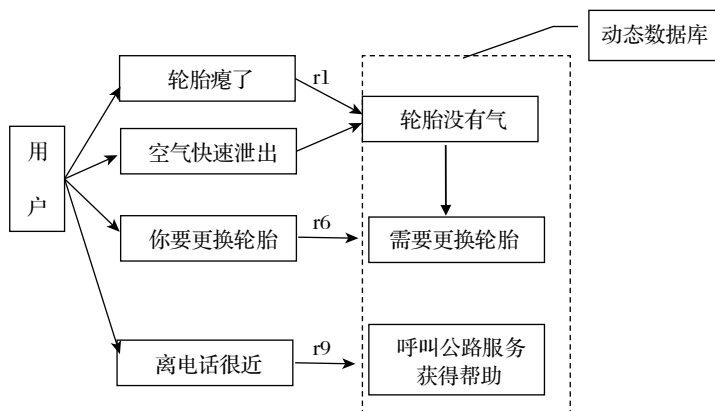 动态数据库
轮胎瘪了
r1
轮胎没有气
用
户
空气快速泄出
你要更换轮胎
r6
需要更换轮胎
离电话很近
r9
呼叫公路服务
获得帮助